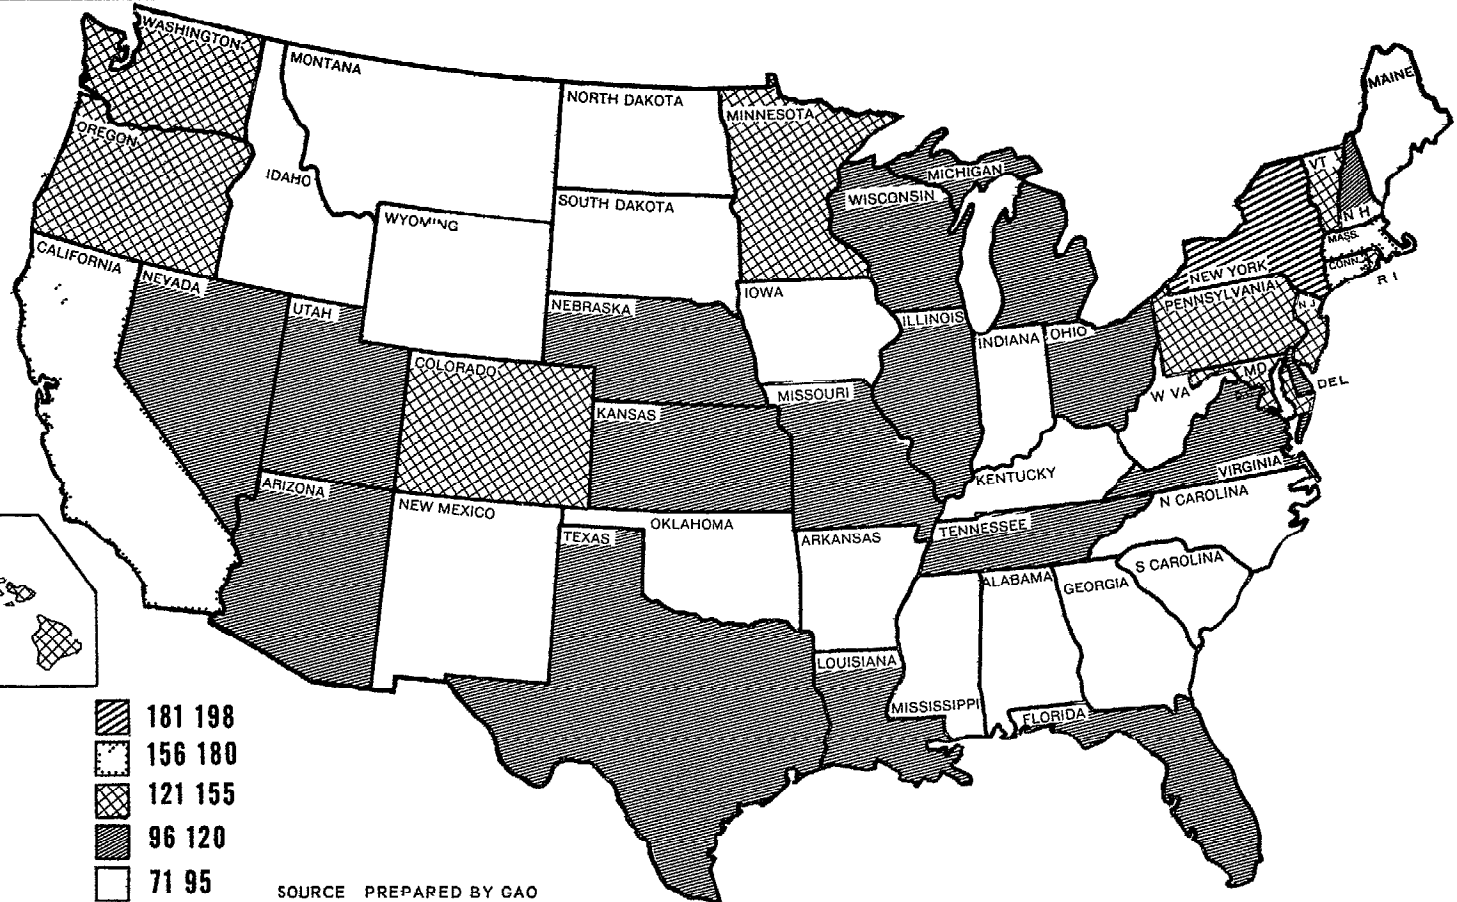 WASHINGTON
MONTANA
NORTH DAKOTA
MINNESOTA
MAINE
OREGON
IDAHO
WYOMING
SOUTH DAKOTA
WISCONSIN
MICHIGAN
VT
N H
MASS.
CONN.
R I
CALIFORNIA
NEVADA
UTAH
NEBRASKA
IOWA
ILLINOIS
INDIANA
OHIO
NEW YORK
PENNSYLVANIA
N J
MD
DEL
COLORADO
KANSAS
MISSOURI
W VA
KENTUCKY
VIRGINIA
ARIZONA
NEW MEXICO
OKLAHOMA
TEXAS
ARKANSAS
TENNESSEE
N CAROLINA
S CAROLINA
ALABAMA
GEORGIA
LOUISIANA
MISSISSIPPI
FLORIDA
181 198
156 180
121 155
96 120
71 95
SOURCE PREPARED BY GAO